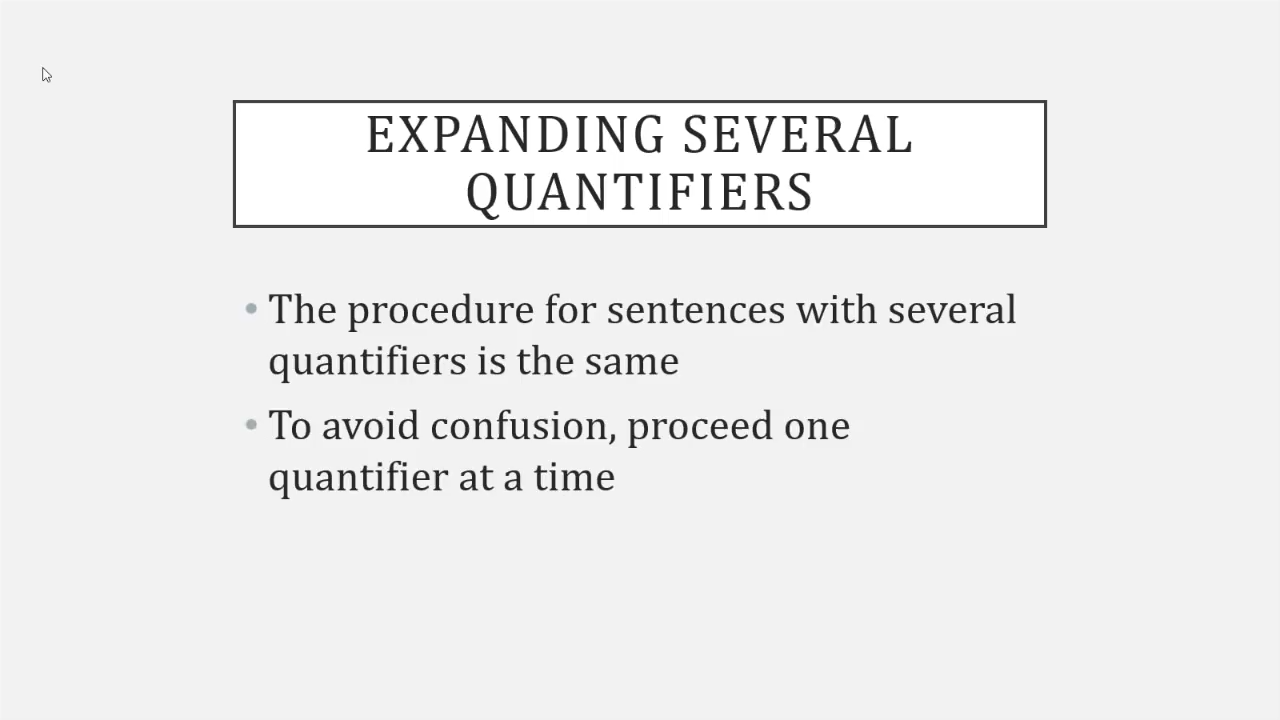 EXPANDING SEVERAL
QUANTIFIERS
• The procedure for sentences with several
quantifiers is the same
• To avoid confusion, proceed one
quantifier at a time